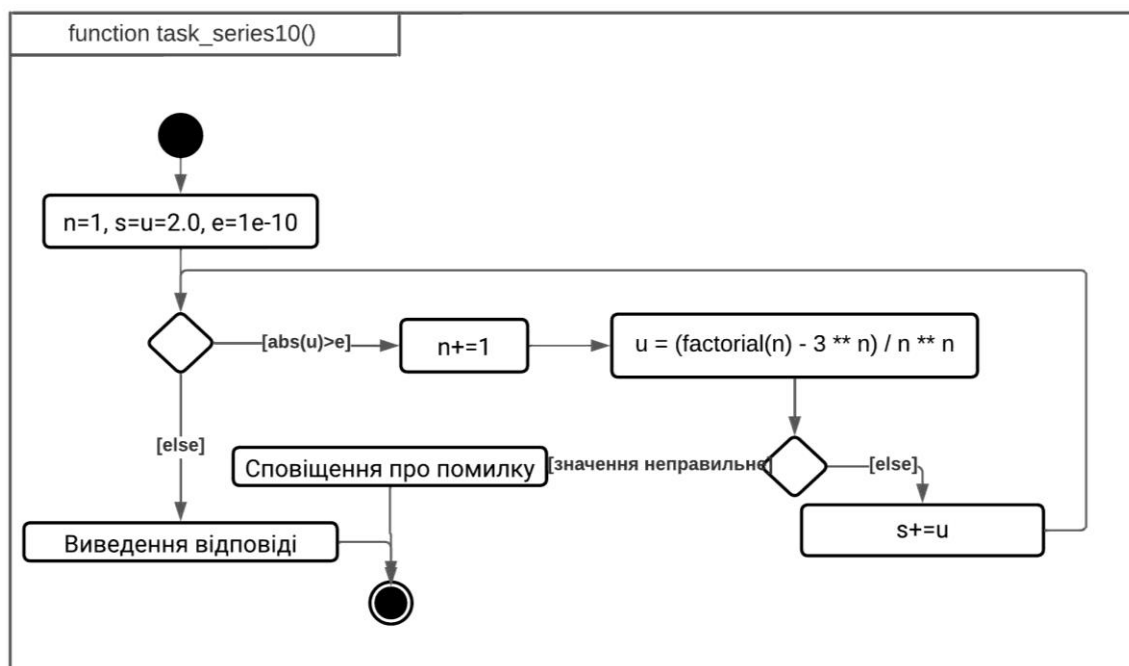 function task_series10()
n=1, s=u=2.0, e=1e-10
[abs(u)>e]
n+=1
u = (factorial(n) - 3 ** n) / n ** n
[else]
Сповіщення про помилку
[значення неправильне]
[else]
s+=u
Виведення відповіді